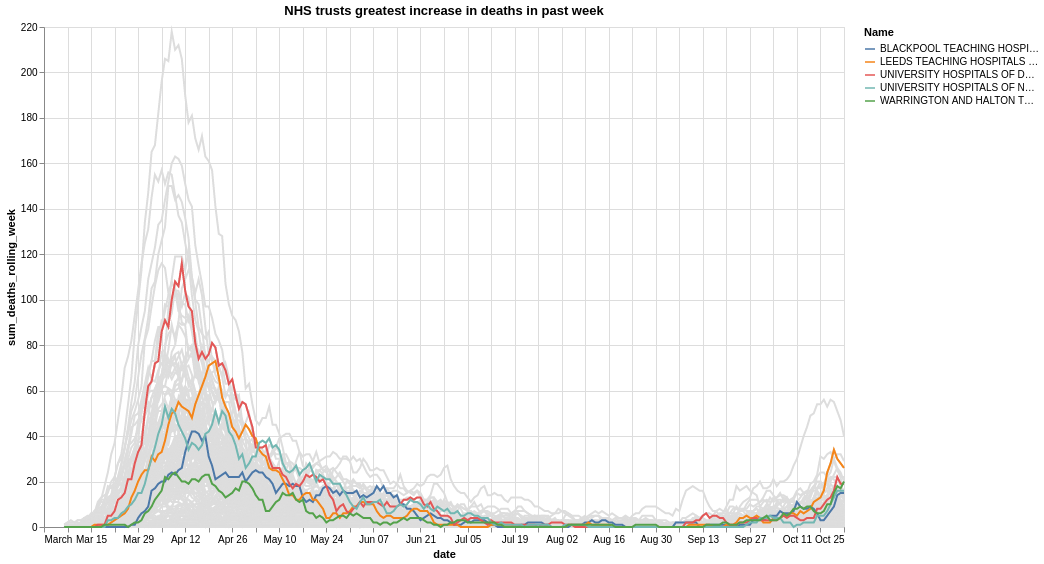 NHS trusts greatest increase in deaths in past week
Name
BLACKPOOL TEACHING HOSPI…
LEEDS TEACHING HOSPITALS …
UNIVERSITY HOSPITALS OF D…
UNIVERSITY HOSPITALS OF N…
WARRINGTON AND HALTON T…
sum_deaths_rolling_week
220
200
180
160
140
120
100
80
60
40
20
0
March Mar 15 Mar 29 Apr 12 Apr 26 May 10 May 24 Jun 07 Jun 21 Jul 05 Jul 19 Aug 02 Aug 16 Aug 30 Sep 13 Sep 27 Oct 11 Oct 25
date